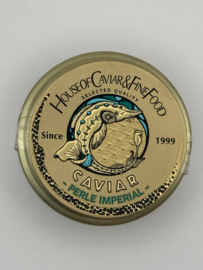 HOUSE OF CAVIAR & FINE FOOD
SELECTED QUALITY
Since 1999
CAVIAR
- PERLE IMPERIAL -